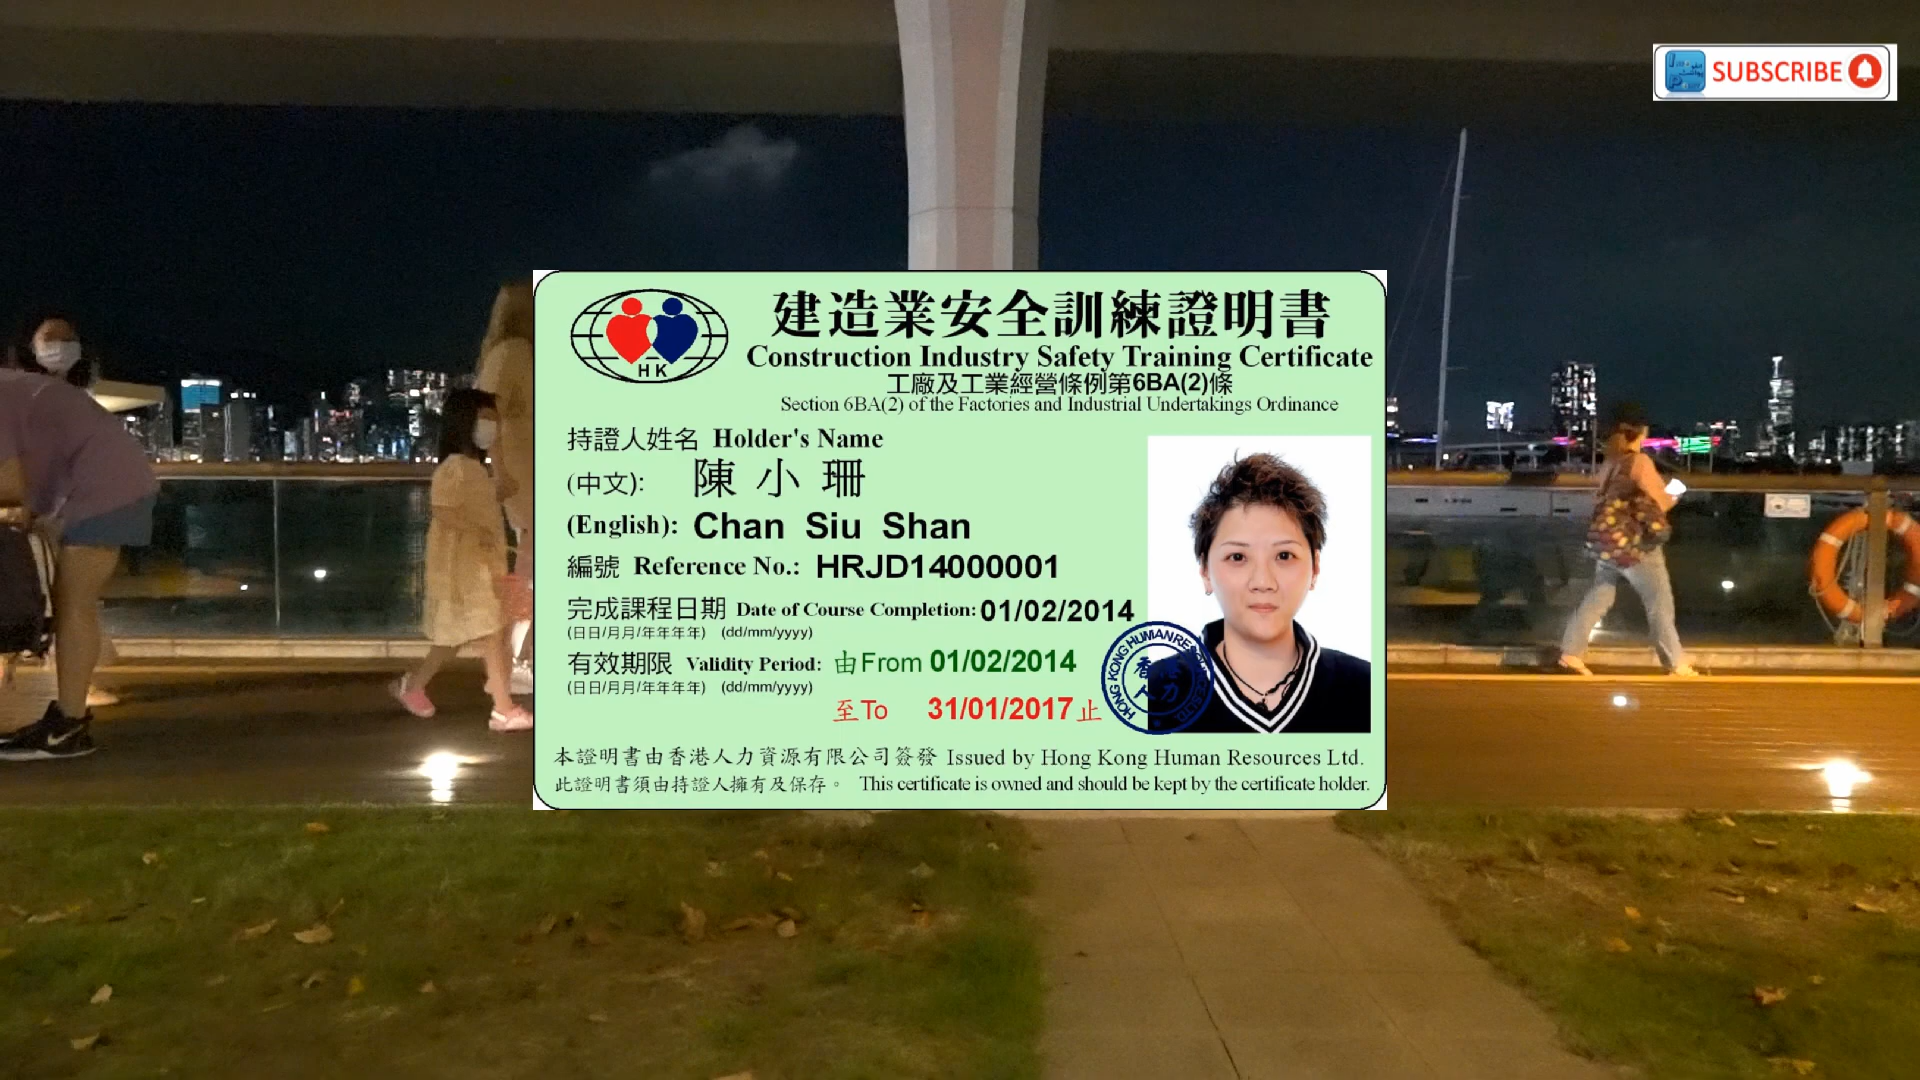 SUBSCRIBE
建造業安全訓練證明書
Construction Industry Safety Training Certificate
工廠及工業經營條例第6BA(2)條
Section 6BA(2) of the Factories and Industrial Undertakings Ordinance
HK
持證人姓名 Holder's Name
(中文): 陳小珊
(English): Chan Siu Shan
編號 Reference No.: HRJD14000001
完成課程日期 Date of Course Completion: 01/02/2014
(日日/月月/年年年年) (dd/mm/yyyy)
有效期限 Validity Period: 由From 01/02/2014
(日日/月月/年年年年) (dd/mm/yyyy)
至To 31/01/2017止
香港人力
本證明書由香港人力資源有限公司簽發 Issued by Hong Kong Human Resources Ltd.
此證明書須由持證人擁有及保存。 This certificate is owned and should be kept by the certificate holder.